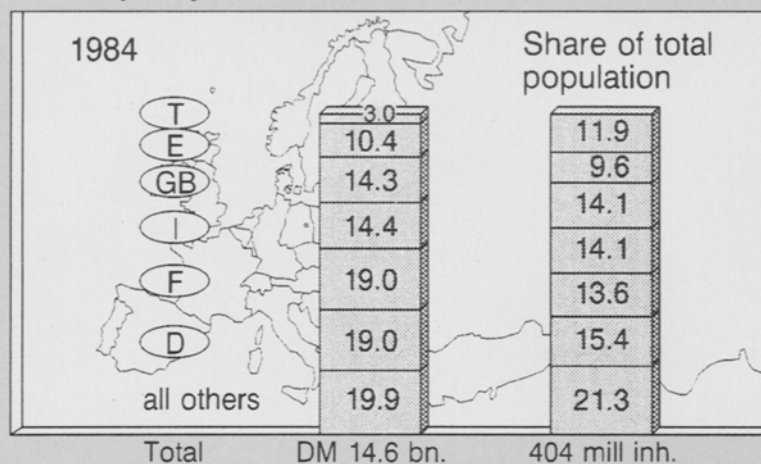 1984
Share of total
population
T 3.0 11.9
E 10.4 9.6
GB 14.3 14.1
I 14.4 14.1
F 19.0 13.6
D 19.0 15.4
all others 19.9 21.3
Total DM 14.6 bn. 404 mill inh.